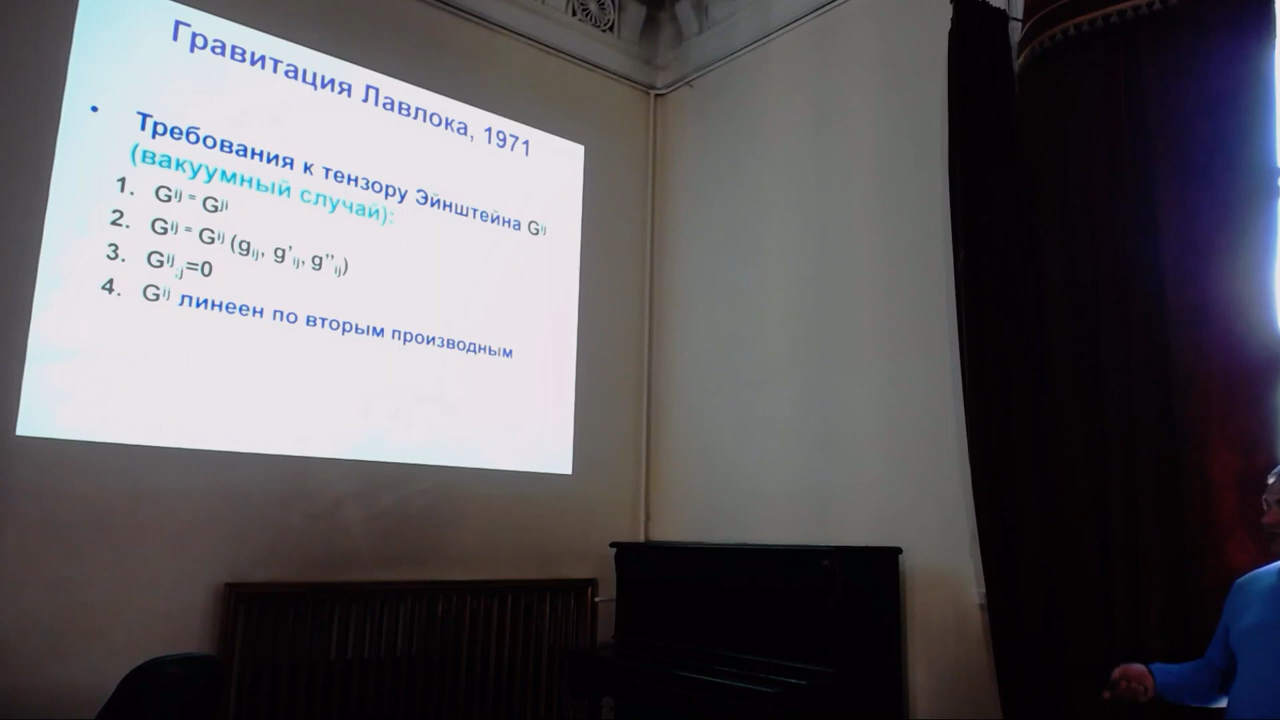 Гравитация Лавлока, 1971
• Требования к тензору Эйнштейна Gⁱʲ
(вакуумный случай):
1. Gⁱʲ = Gʲⁱ
2. Gⁱʲ = Gⁱʲ (gᵢⱼ, g’ᵢⱼ, g’’ᵢⱼ)
3. Gⁱʲ;ⱼ=0
4. Gⁱʲ линеен по вторым производным